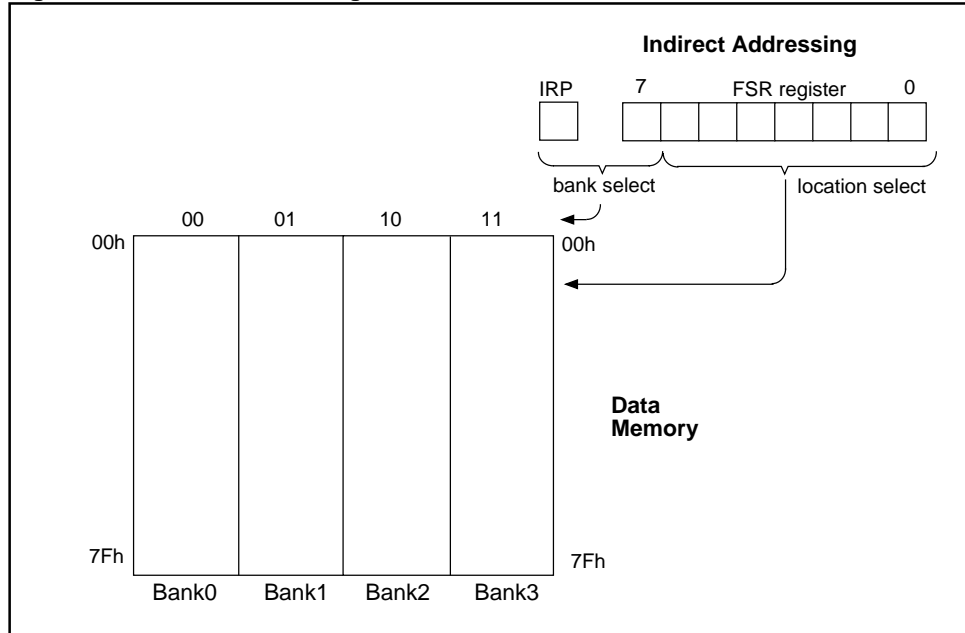 Indirect Addressing
IRP 7 FSR register 0
bank select location select
00 01 10 11
00h 00h
Data
Memory
7Fh 7Fh
Bank0 Bank1 Bank2 Bank3